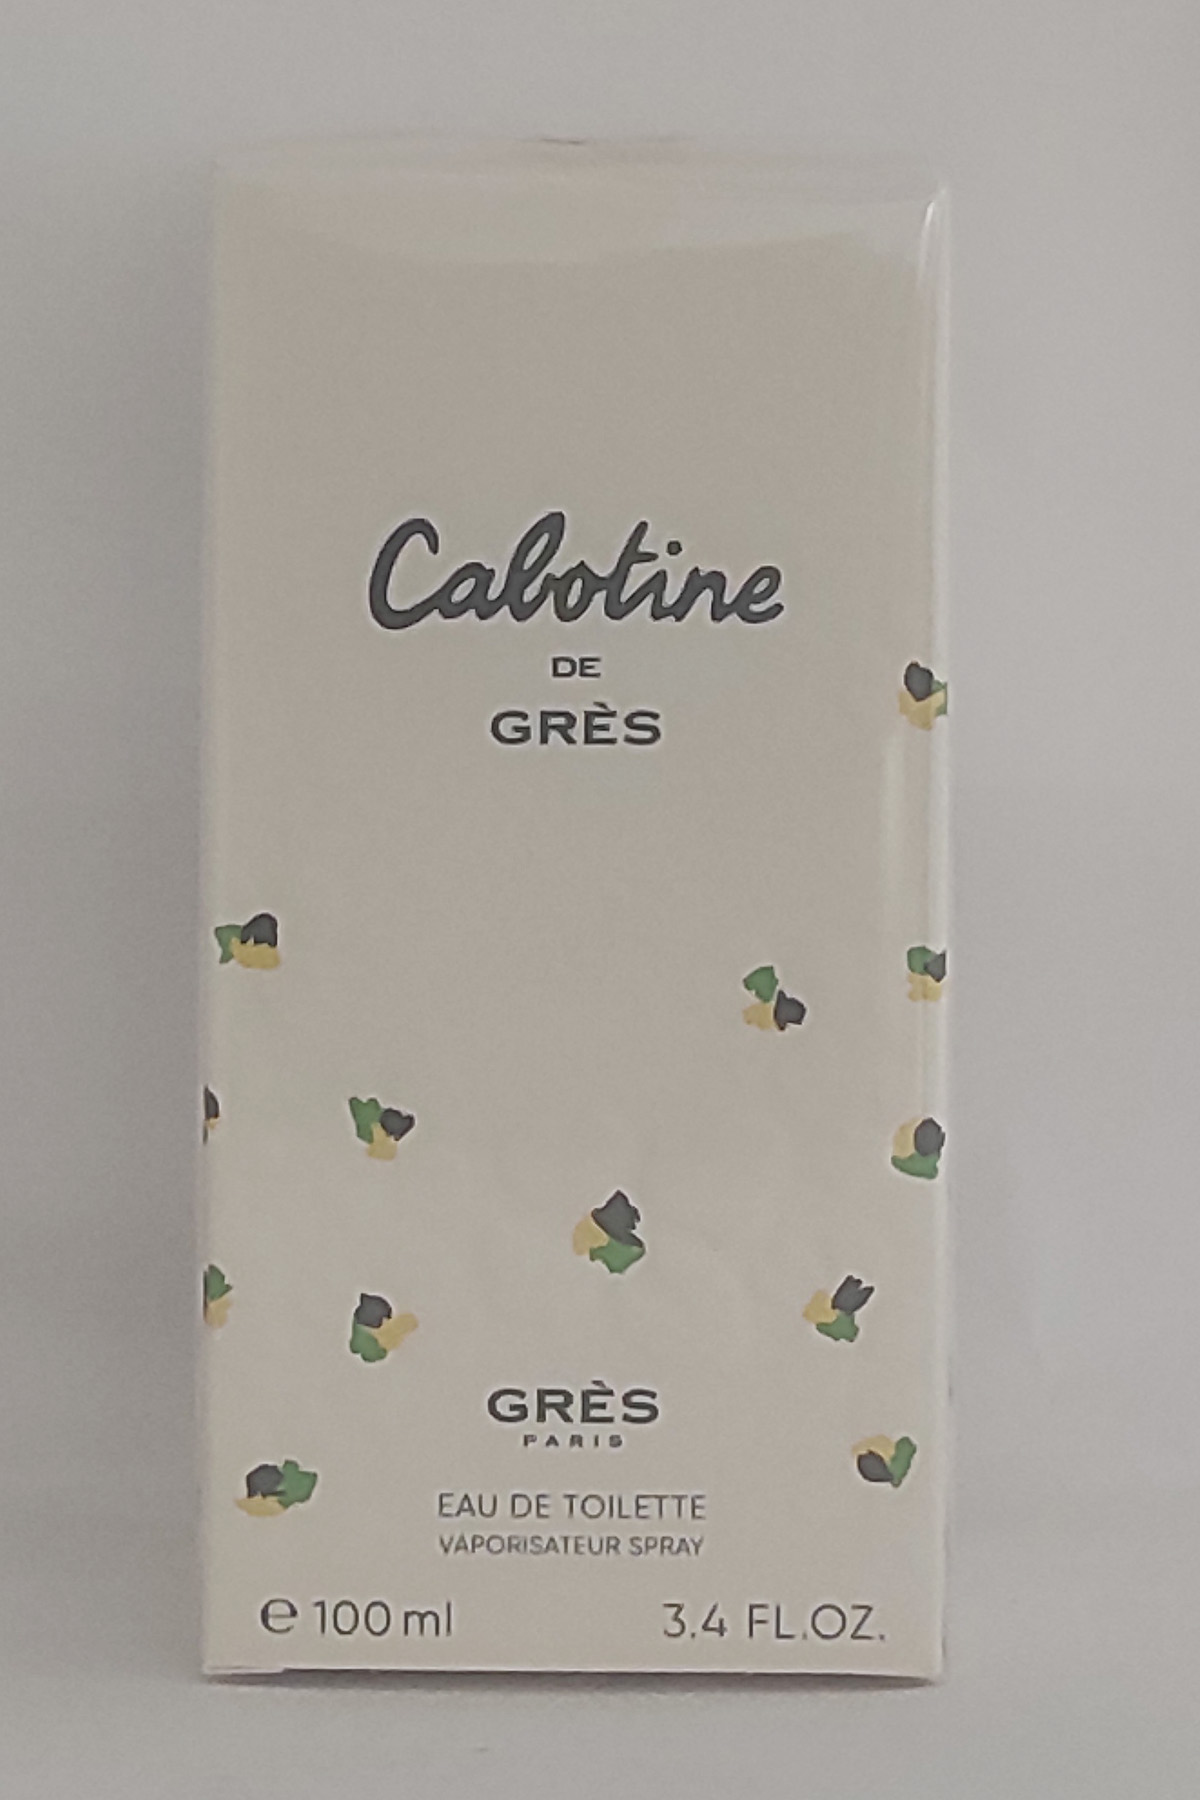 Cabotine
DE
GRÈS
GRÈS
PARIS
EAU DE TOILETTE
VAPORISATEUR SPRAY
℮ 100 ml 3.4 FL.OZ.